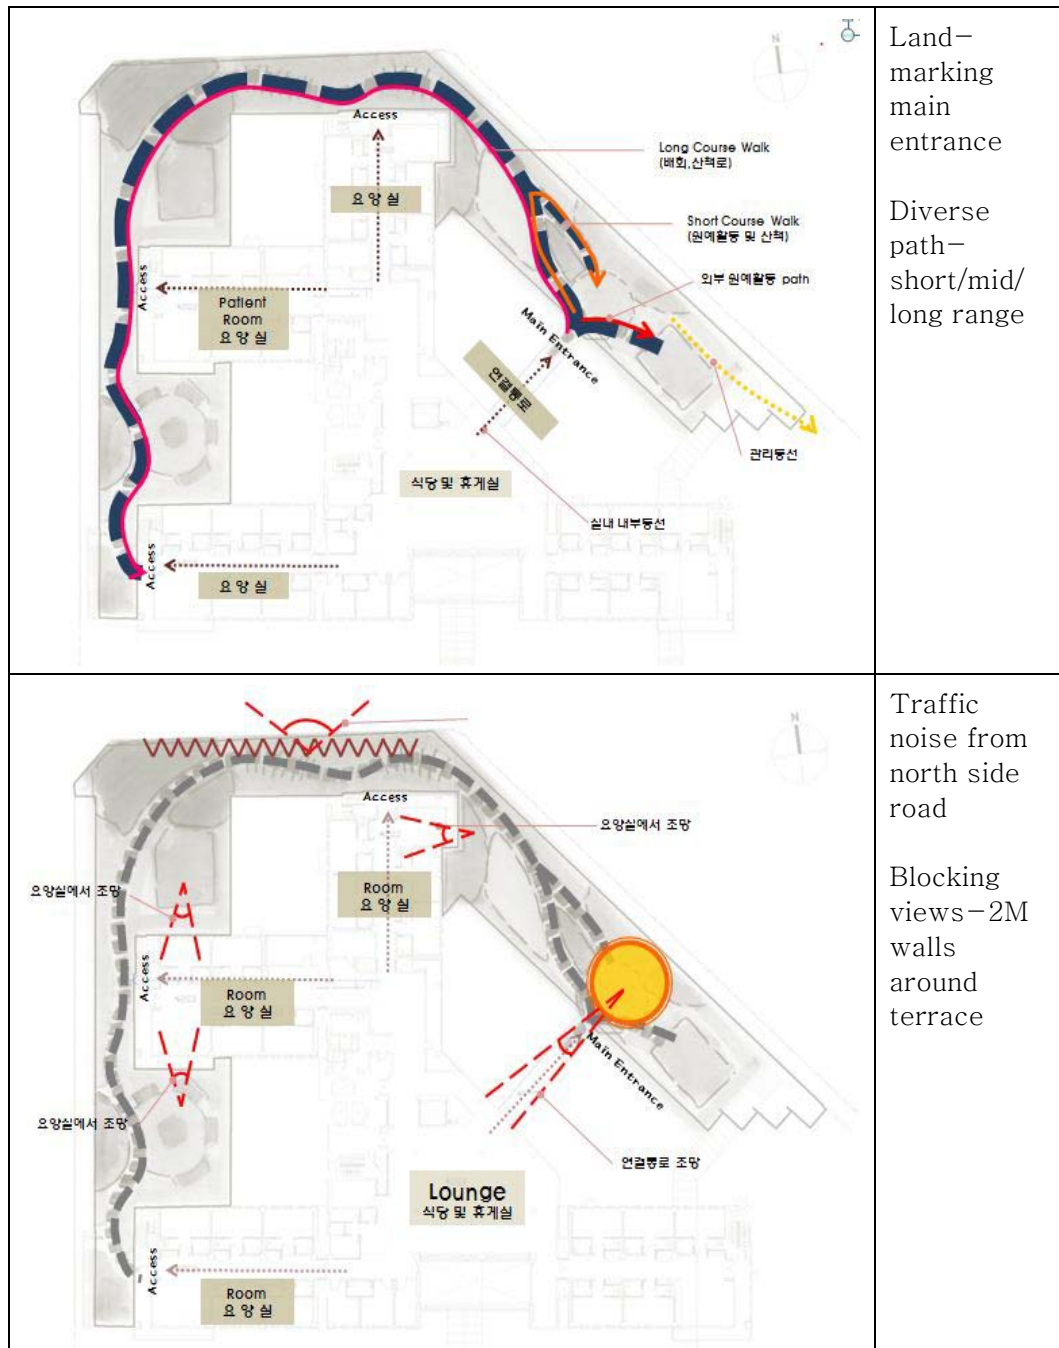 N
Access
요양실
Long Course Walk
(배회,산책로)
Short Course Walk
(원예활동 및 산책)
외부 원예활동 path
Access
Patient
Room
요양실
Main Entrance
연결통로
관리동선
식당 및 휴게실
실내 내부동선
Access
요양실
Land-
marking
main
entrance
Diverse
path-
short/mid/
long range
N
Access
요양실에서 조망
Room
요양실
요양실에서 조망
Access
Room
요양실
Main Entrance
요양실에서 조망
연결통로 조망
Lounge
식당 및 휴게실
Access
Room
요양실
Traffic
noise from
north side
road
Blocking
views-2M
walls
around
terrace